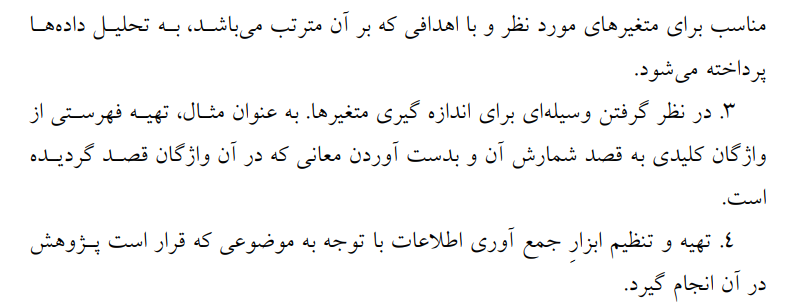 مناسب برای متغیرهای مورد نظر و با اهدافی که بر آن مترتب می‌باشد، به تحلیل داده‌ها
پرداخته می‌شود.
۳. در نظر گرفتن وسیله‌ای برای اندازه گیری متغیرها. به عنوان مثال، تهیه فهرستی از
واژگان کلیدی به قصد شمارش آن و بدست آوردن معانی که در آن واژگان قصد گردیده
است.
٤. تهیه و تنظیم ابزارِ جمع آوری اطلاعات با توجه به موضوعی که قرار است پژوهش
در آن انجام گیرد.